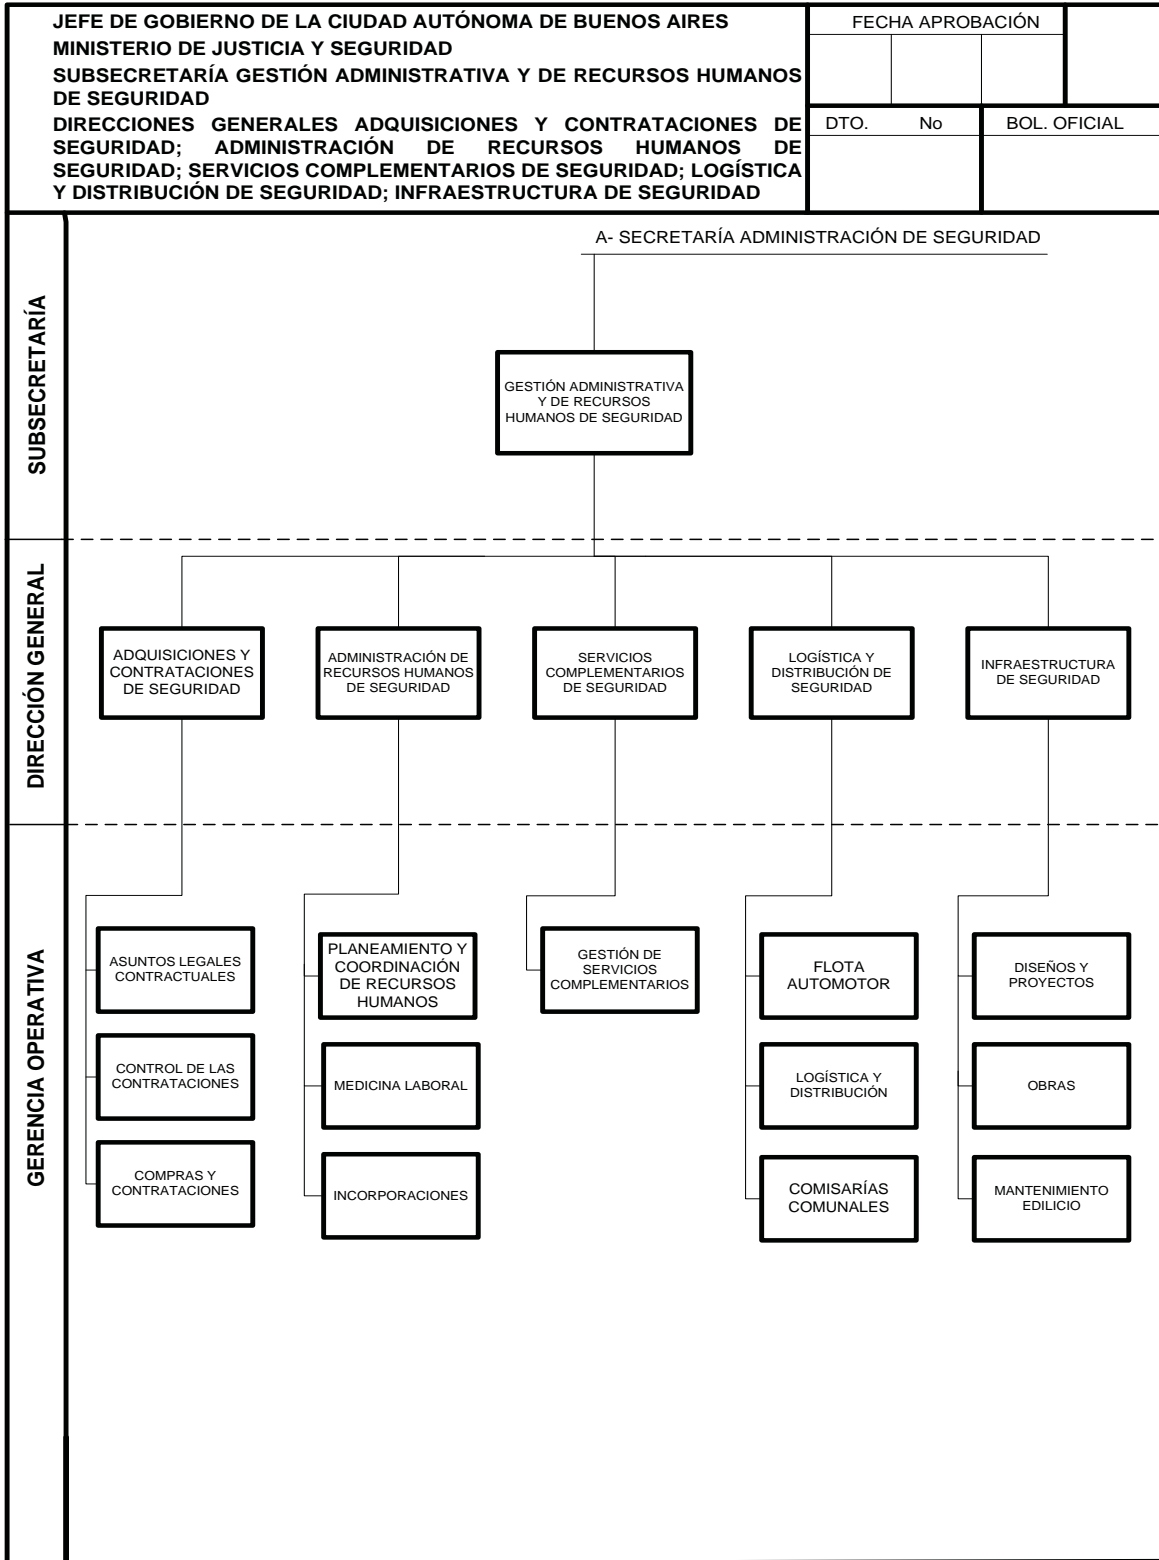 JEFE DE GOBIERNO DE LA CIUDAD AUTÓNOMA DE BUENOS AIRES
MINISTERIO DE JUSTICIA Y SEGURIDAD
SUBSECRETARÍA GESTIÓN ADMINISTRATIVA Y DE RECURSOS HUMANOS
DE SEGURIDAD
DIRECCIONES GENERALES ADQUISICIONES Y CONTRATACIONES DE
SEGURIDAD; ADMINISTRACIÓN DE RECURSOS HUMANOS DE
SEGURIDAD; SERVICIOS COMPLEMENTARIOS DE SEGURIDAD; LOGÍSTICA
Y DISTRIBUCIÓN DE SEGURIDAD; INFRAESTRUCTURA DE SEGURIDAD
FECHA APROBACIÓN
DTO. No
BOL. OFICIAL
A- SECRETARÍA ADMINISTRACIÓN DE SEGURIDAD
SUBSECRETARÍA
GESTIÓN ADMINISTRATIVA
Y DE RECURSOS
HUMANOS DE SEGURIDAD
DIRECCIÓN GENERAL
ADQUISICIONES Y
CONTRATACIONES
DE SEGURIDAD
ADMINISTRACIÓN DE
RECURSOS HUMANOS
DE SEGURIDAD
SERVICIOS
COMPLEMENTARIOS
DE SEGURIDAD
LOGÍSTICA Y
DISTRIBUCIÓN DE
SEGURIDAD
INFRAESTRUCTURA
DE SEGURIDAD
GERENCIA OPERATIVA
ASUNTOS LEGALES
CONTRACTUALES
CONTROL DE LAS
CONTRATACIONES
COMPRAS Y
CONTRATACIONES
PLANEAMIENTO Y
COORDINACIÓN
DE RECURSOS
HUMANOS
MEDICINA LABORAL
INCORPORACIONES
GESTIÓN DE
SERVICIOS
COMPLEMENTARIOS
FLOTA
AUTOMOTOR
LOGÍSTICA Y
DISTRIBUCIÓN
COMISARÍAS
COMUNALES
DISEÑOS Y
PROYECTOS
OBRAS
MANTENIMIENTO
EDILICIO